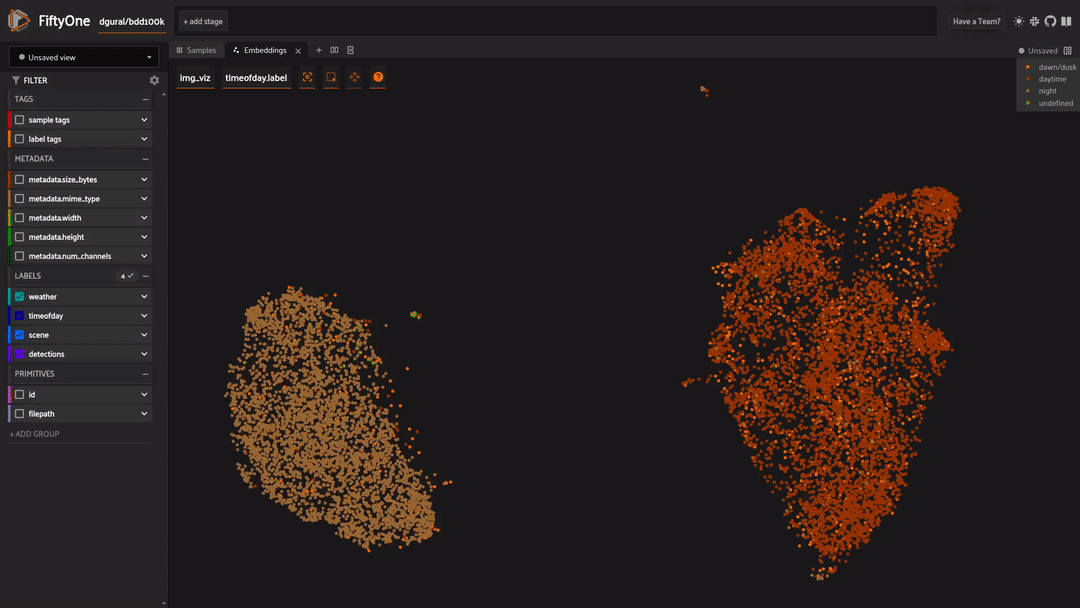 FiftyOne
dgural/bdd100k
+ add stage
Have a Team?
Unsaved view
Samples
Embeddings
Unsaved
FILTER
img_viz
timeofday.label
dawn/dusk
daytime
night
undefined
TAGS
sample tags
label tags
METADATA
metadata.size_bytes
metadata.mime_type
metadata.width
metadata.height
metadata.num_channels
LABELS
4
weather
timeofday
scene
detections
PRIMITIVES
id
filepath
+ ADD GROUP